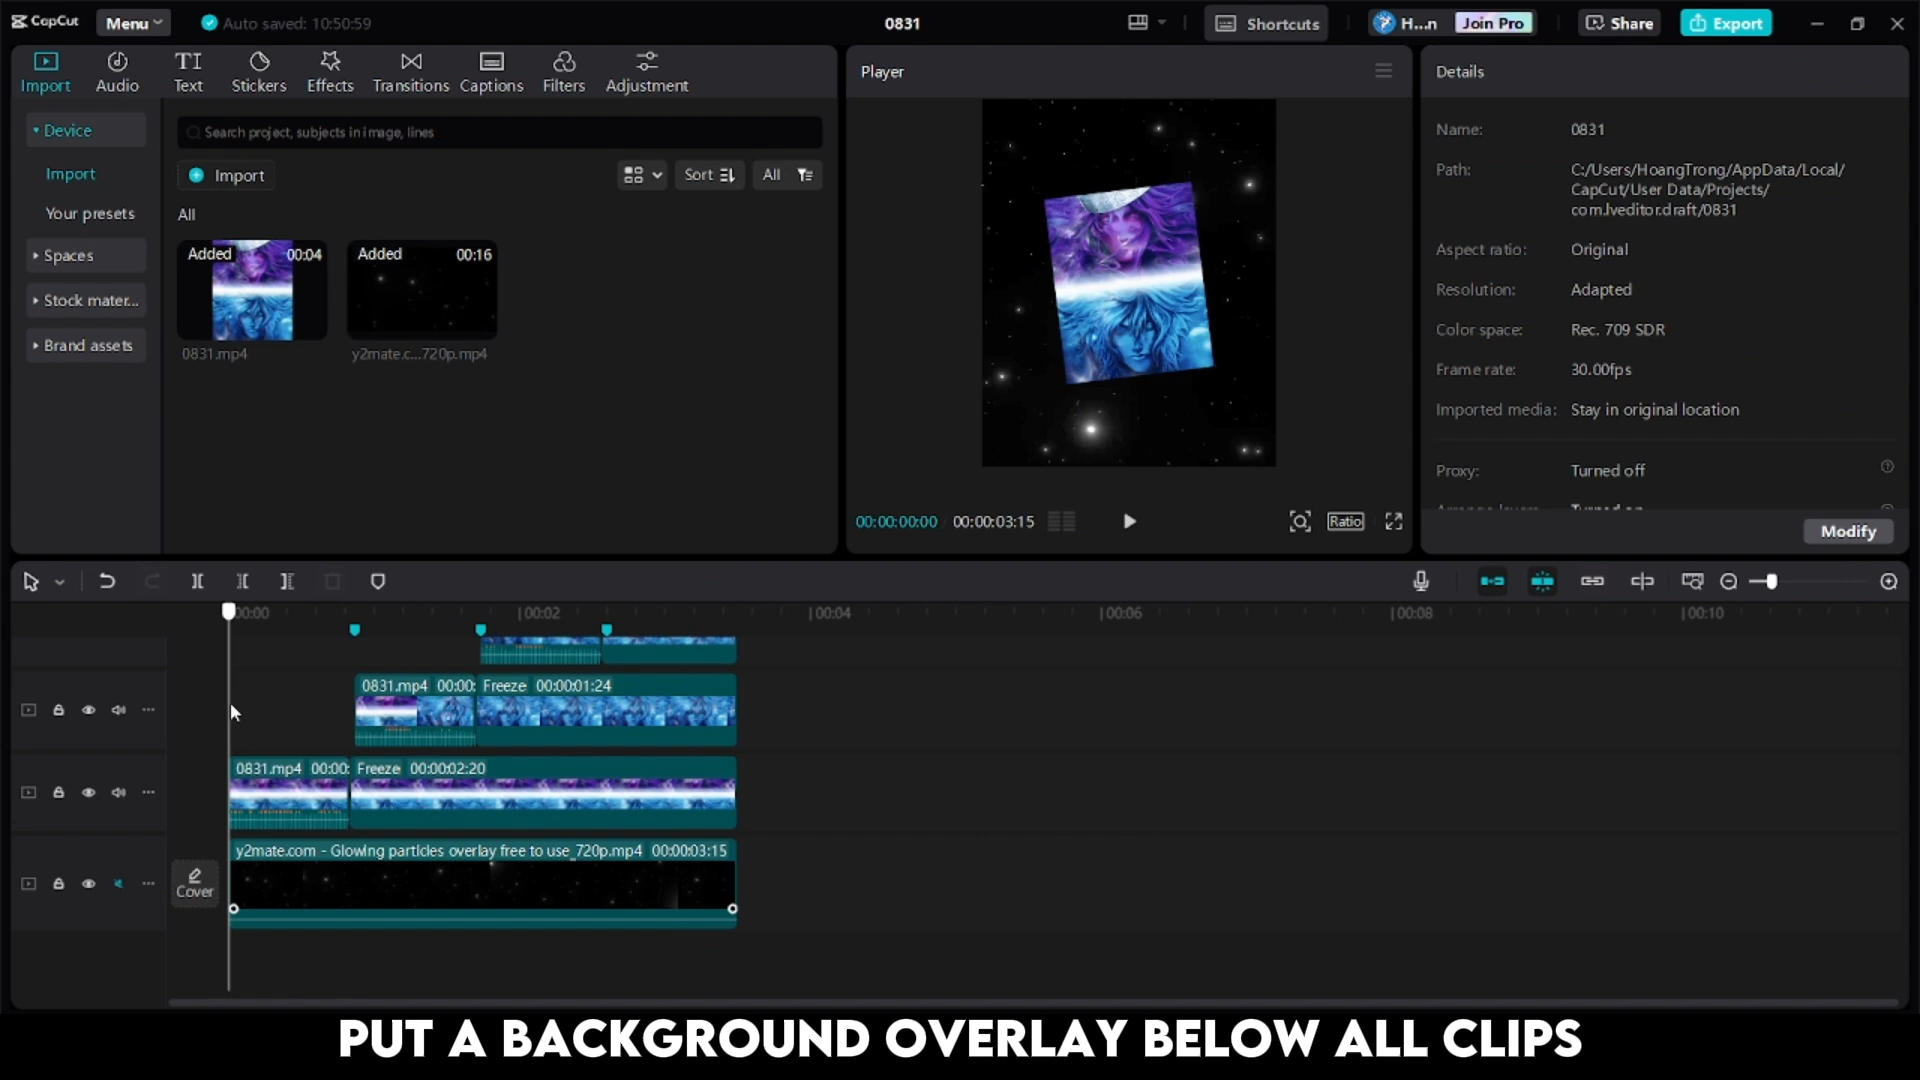 CapCut
Menu
Auto saved: 10:50:59
0831
Shortcuts
H...n
Join Pro
Share
Export
Import
Audio
TI
Text
Stickers
Effects
Transitions
Captions
Filters
Adjustment
Device
Import
Your presets
Spaces
Stock mater...
Brand assets
Search project, subjects in image, lines
Import
Sort
All
All
Added 00:04
0831.mp4
Added 00:16
y2mate.c...720p.mp4
Player
00:00:00:00 00:00:03:15
Ratio
Details
Name: 0831
Path: C:/Users/HoangTrong/AppData/Local/
CapCut/User Data/Projects/
com.lveditor.draft/0831
Aspect ratio: Original
Resolution: Adapted
Color space: Rec. 709 SDR
Frame rate: 30.00fps
Imported media: Stay in original location
Proxy: Turned off
Modify
00:00 00:02 00:04 00:06 00:08 00:10
0831.mp4 00:00: Freeze 00:00:01:24
0831.mp4 00:00: Freeze 00:00:02:20
Cover
y2mate.com - Glowing particles overlay free to use_720p.mp4 00:00:03:15
PUT A BACKGROUND OVERLAY BELOW ALL CLIPS